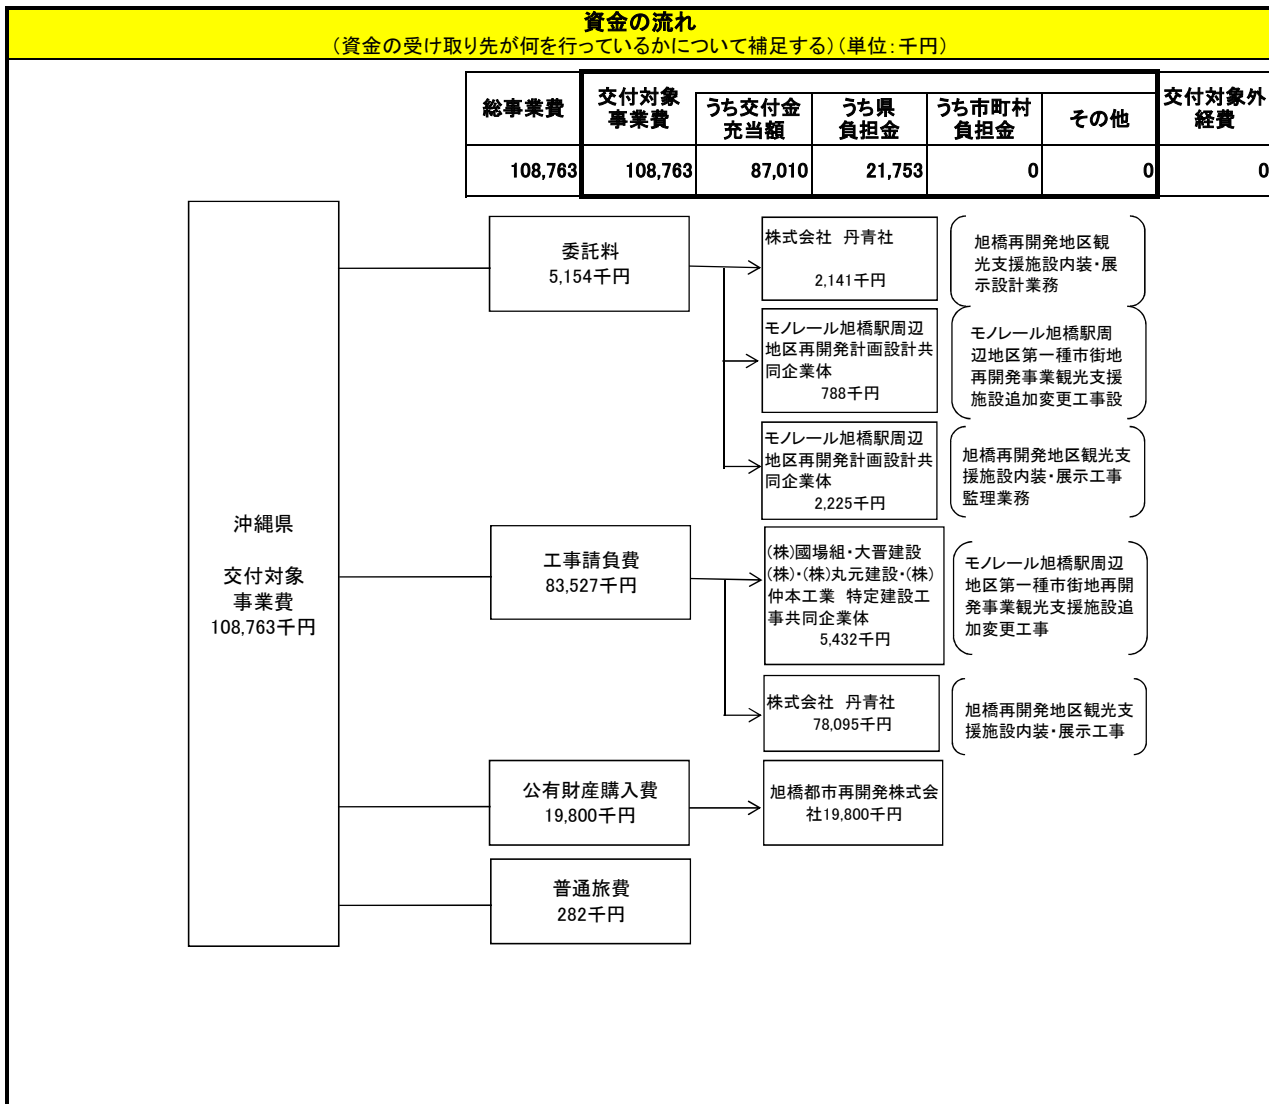 資金の流れ
（資金の受け取り先が何を行っているかについて補足する）（単位：千円）
総事業費
交付対象
事業費
うち交付金
充当額
うち県
負担金
うち市町村
負担金
その他
交付対象外
経費
108,763
108,763
87,010
21,753
0
0
0
沖縄県
交付対象
事業費
108,763千円
委託料
5,154千円
株式会社　丹青社
2,141千円
旭橋再開発地区観
光支援施設内装・展
示設計業務
モノレール旭橋駅周辺
地区再開発計画設計共
同企業体
788千円
モノレール旭橋駅周
辺地区第一種市街地
再開発事業観光支援
施設追加変更工事設
モノレール旭橋駅周辺
地区再開発計画設計共
同企業体
2,225千円
旭橋再開発地区観光支
援施設内装・展示工事
監理業務
工事請負費
83,527千円
(株)國場組・大晋建設
(株)・(株)丸元建設・(株)
仲本工業　特定建設工
事共同企業体
5,432千円
モノレール旭橋駅周辺
地区第一種市街地再開
発事業観光支援施設追
加変更工事
株式会社　丹青社
78,095千円
旭橋再開発地区観光支
援施設内装・展示工事
公有財産購入費
19,800千円
旭橋都市再開発株式会
社19,800千円
普通旅費
282千円